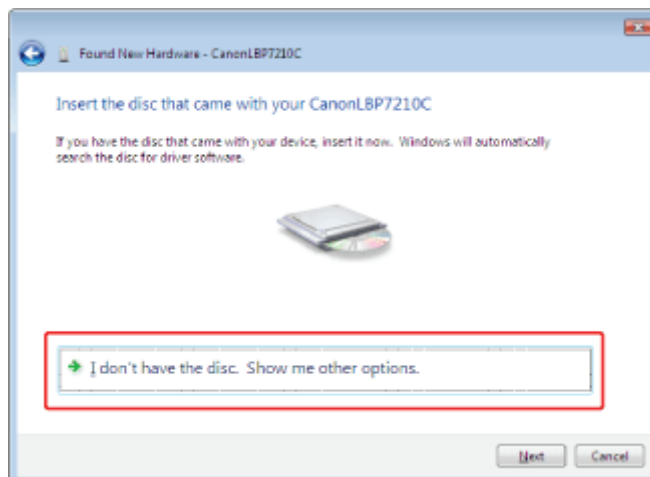 Found New Hardware - CanonLBP7210C
Insert the disc that came with your CanonLBP7210C
If you have the disc that came with your device, insert it now. Windows will automatically
search the disc for driver software.
I don't have the disc. Show me other options.
Next Cancel